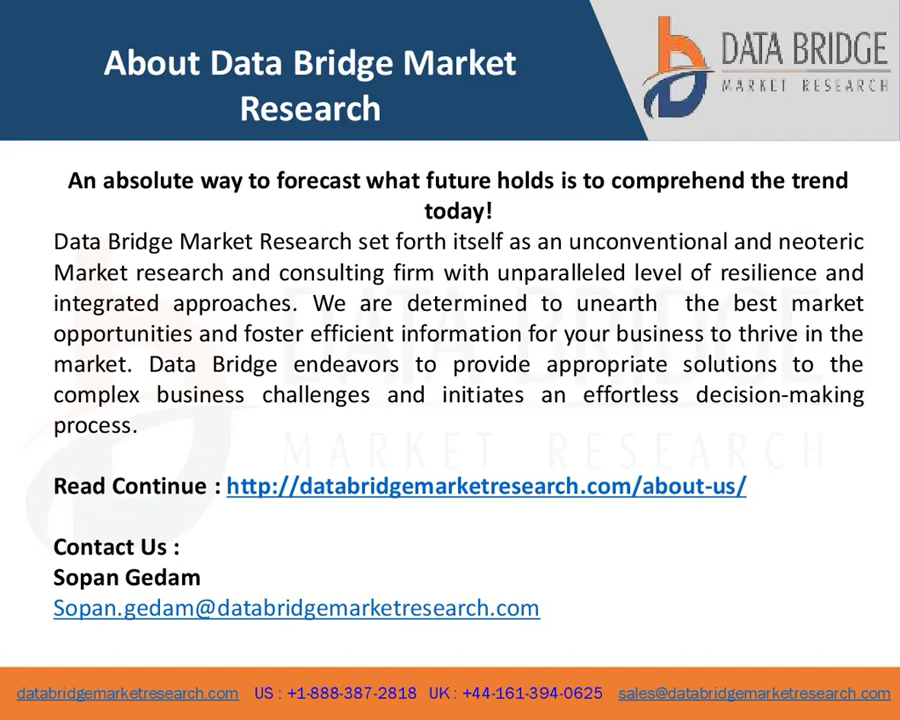 About Data Bridge Market
Research
DATA BRIDGE
MARKET RESEARCH
An absolute way to forecast what future holds is to comprehend the trend
today!
Data Bridge Market Research set forth itself as an unconventional and neoteric
Market research and consulting firm with unparalleled level of resilience and
integrated approaches. We are determined to unearth the best market
opportunities and foster efficient information for your business to thrive in the
market. Data Bridge endeavors to provide appropriate solutions to the
complex business challenges and initiates an effortless decision-making
process.
DATA BRIDGE
MARKET RESEARCH
Read Continue : http://databridgemarketresearch.com/about-us/
Contact Us :
Sopan Gedam
Sopan.gedam@databridgemarketresearch.com
databridgemarketresearch.com US : +1-888-387-2818 UK : +44-161-394-0625 sales@databridgemarketresearch.com